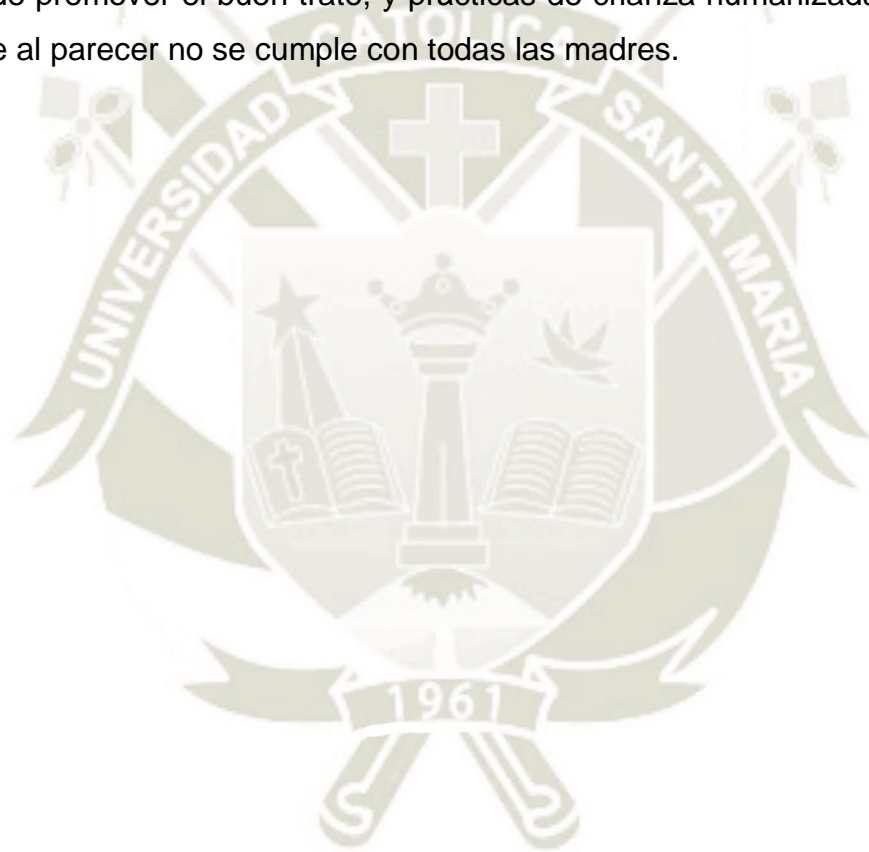 do promover el buen trato, y prácticas de crianza humanizada
e al parecer no se cumple con todas las madres.
UNIVERSIDAD CATOLICA SANTA MARIA
1961